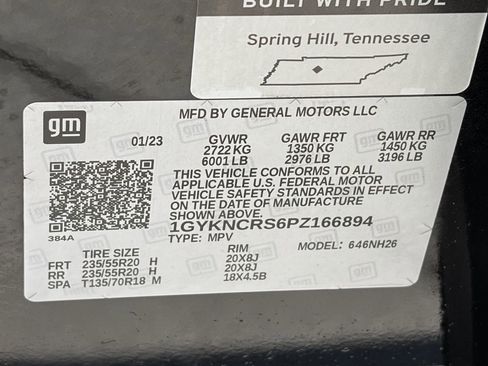 BUILT WITH PRIDE
Spring Hill, Tennessee
gm
MFD BY GENERAL MOTORS LLC
01/23 GVWR GAWR FRT GAWR RR
2722 KG 1350 KG 1450 KG
6001 LB 2976 LB 3196 LB
THIS VEHICLE CONFORMS TO ALL
APPLICABLE U.S. FEDERAL MOTOR
VEHICLE SAFETY STANDARDS IN EFFECT
ON THE DATE OF MANUFACTURE SHOWN ABOVE.
384A 1GYKNCRS6PZ166894
TYPE: MPV MODEL: 646NH26
TIRE SIZE RIM
FRT 235/55R20 H 20X8J
RR 235/55R20 H 20X8J
SPA T135/70R18 M 18X4.5B